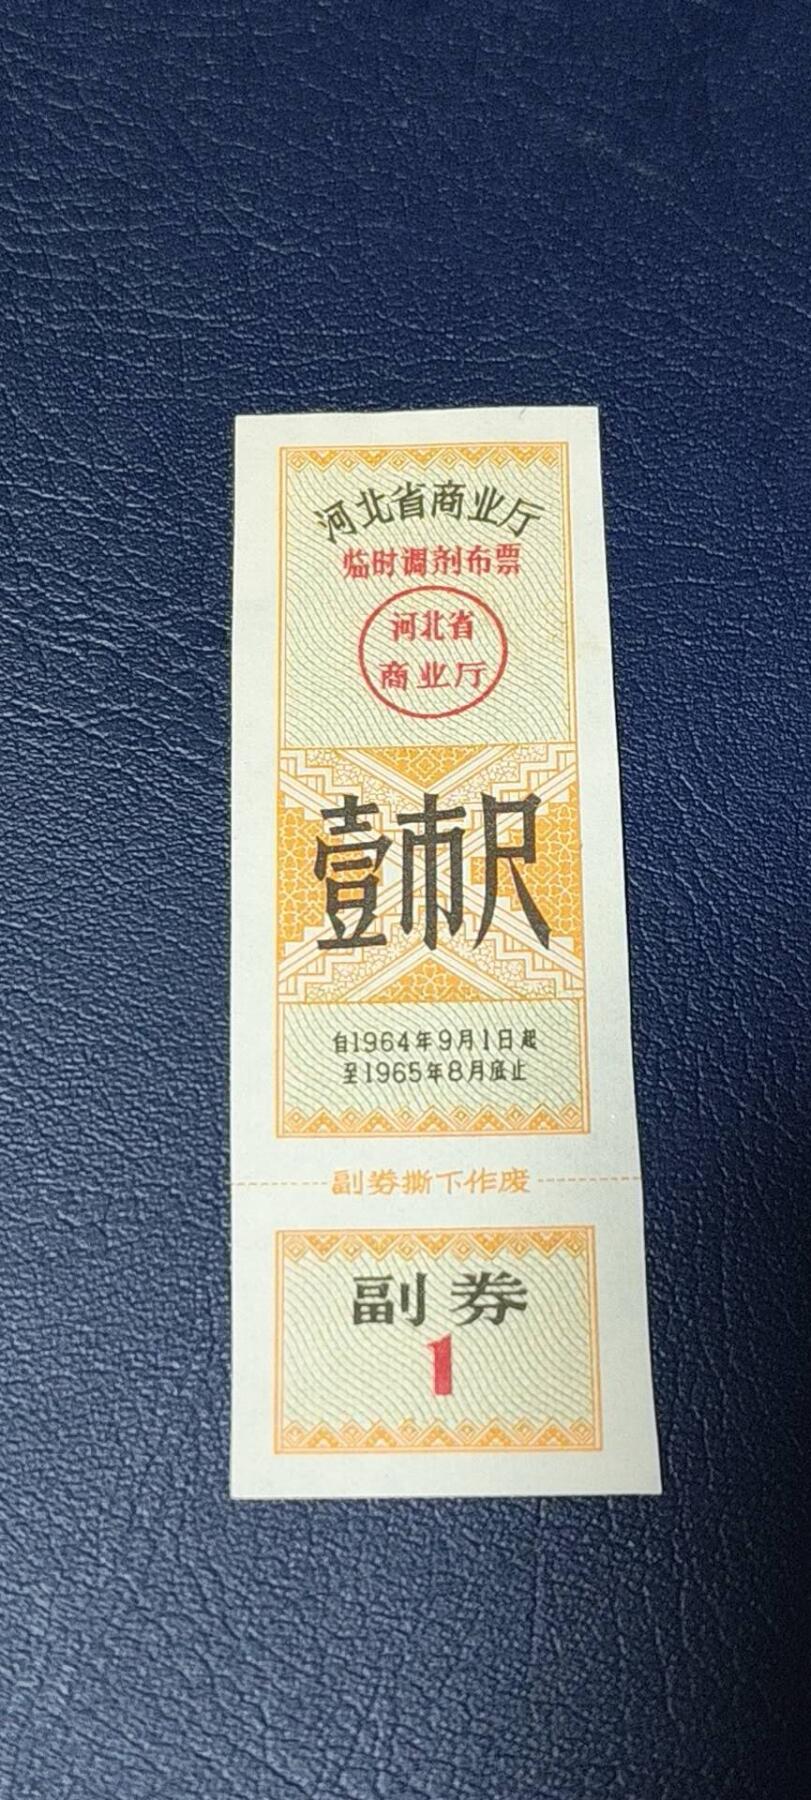 河北省商业厅
临时调剂布票
河北省
商业厅
壹市尺
自1964年9月1日起
至1965年8月底止
副券撕下作废
副券
1